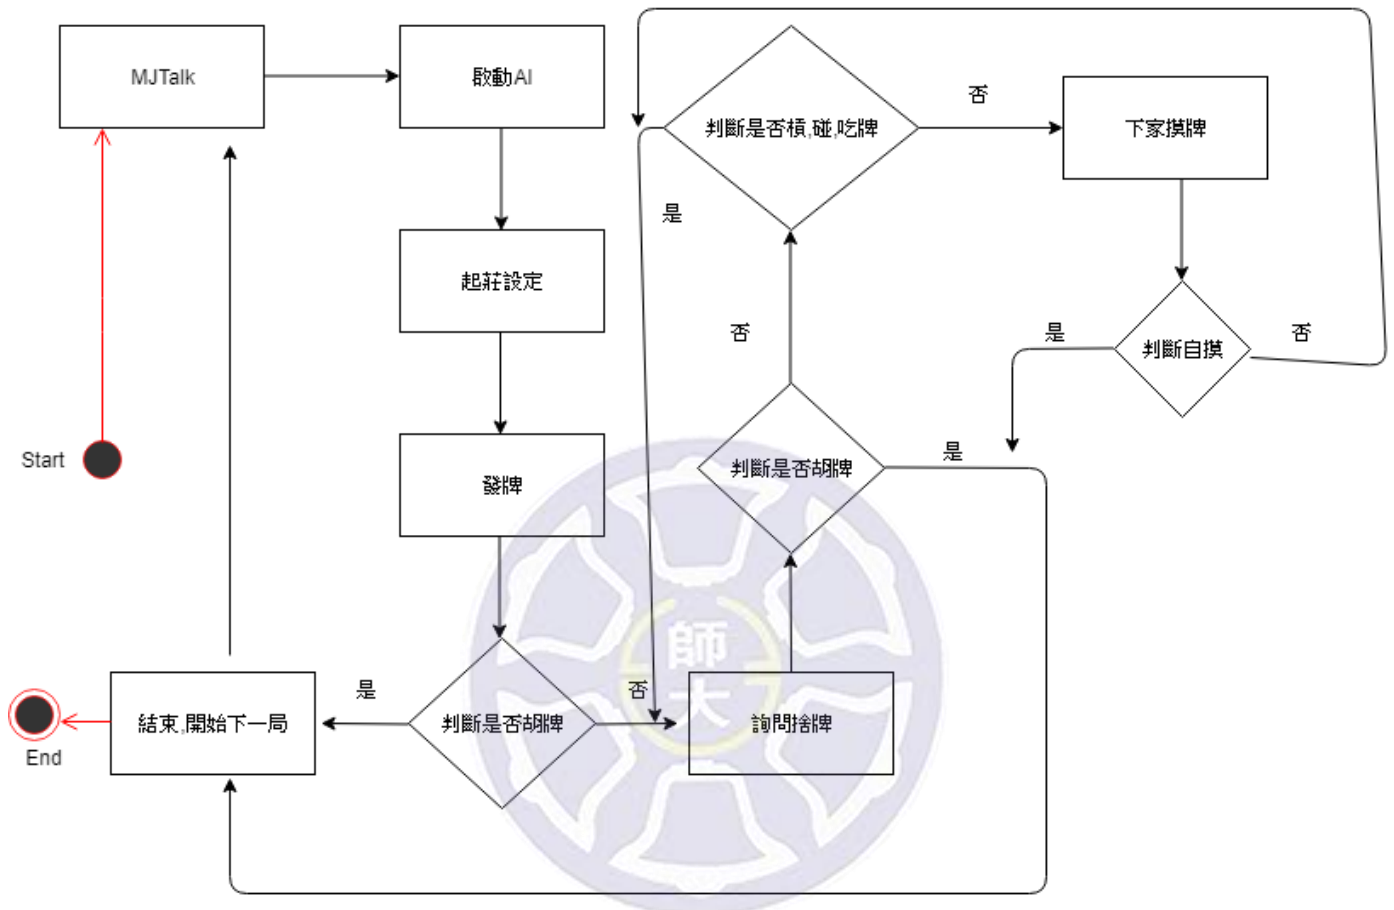 MJTalk
啟動AI
判斷是否槓,碰,吃牌
否
下家摸牌
是
起莊設定
否
是
判斷自摸
否
Start
發牌
判斷是否胡牌
是
師大
結束,開始下一局
是
判斷是否胡牌
否
詢問捨牌
End